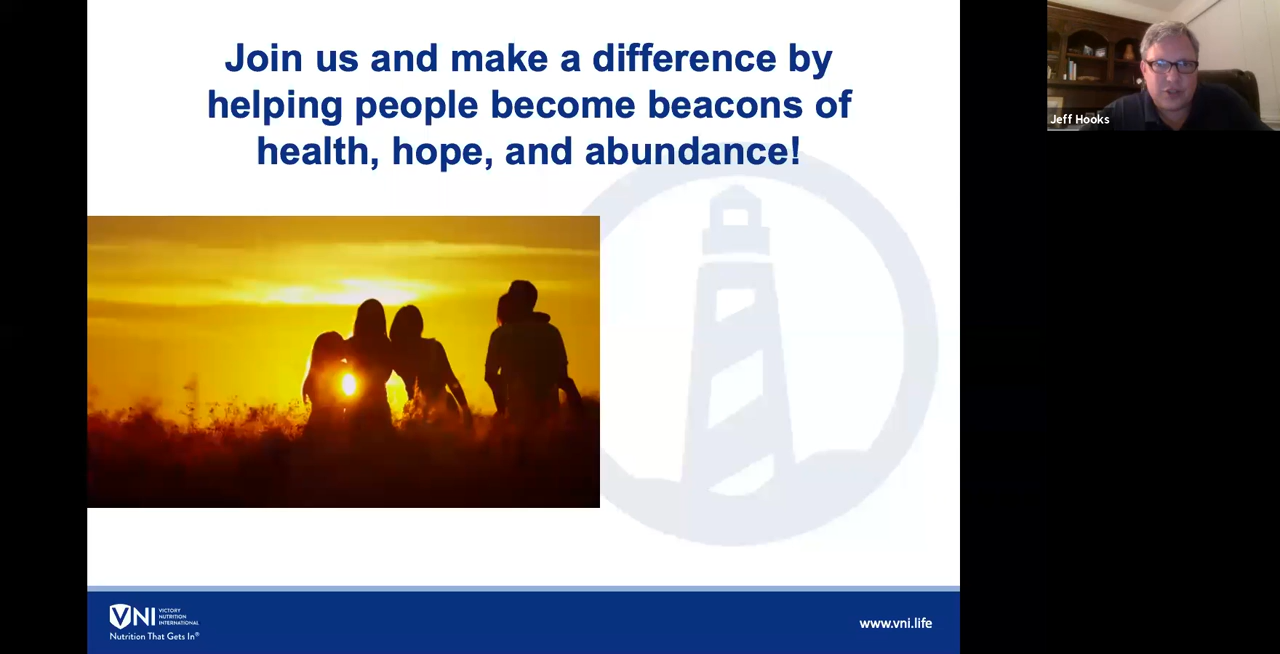 Join us and make a difference by
helping people become beacons of
health, hope, and abundance!
Jeff Hooks
VNI
VICTORY
NUTRITION
INTERNATIONAL
Nutrition That Gets In®
www.vni.life